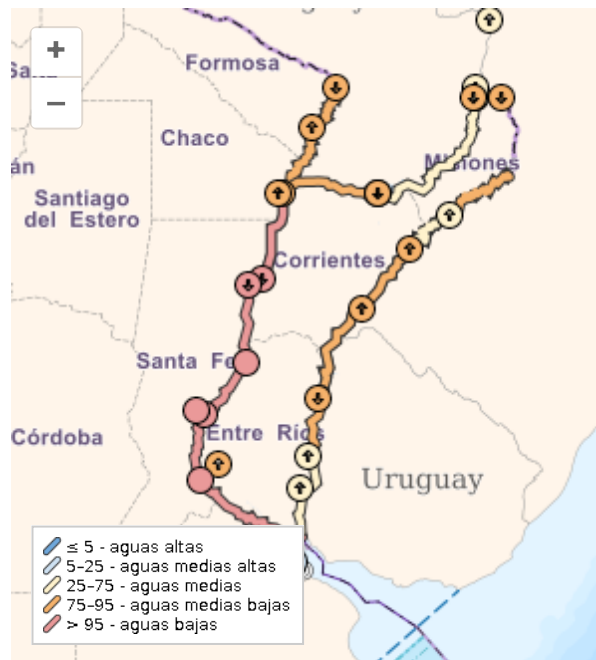 +
Formosa
−
Chaco
Misiones
Santiago
del Estero
Corrientes
Santa Fe
Entre Ríos
Córdoba
Uruguay
≤ 5 - aguas altas
5-25 - aguas medias altas
25-75 - aguas medias
75-95 - aguas medias bajas
> 95 - aguas bajas